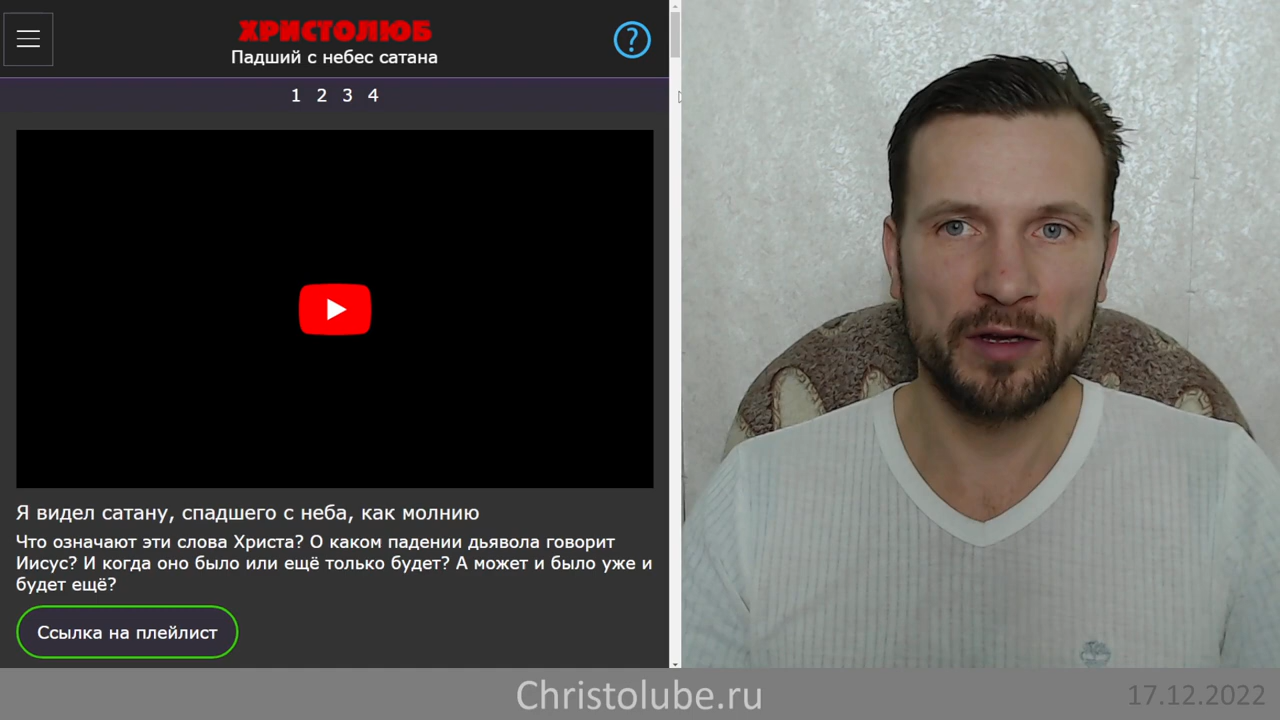 ХРИСТОЛЮБ
Падший с небес сатана
?
1 2 3 4
Я видел сатану, спадшего с неба, как молнию
Что означают эти слова Христа? О каком падении дьявола говорит
Иисус? И когда оно было или ещё только будет? А может и было уже и
будет ещё?
Ссылка на плейлист
Christolube.ru
17.12.2022